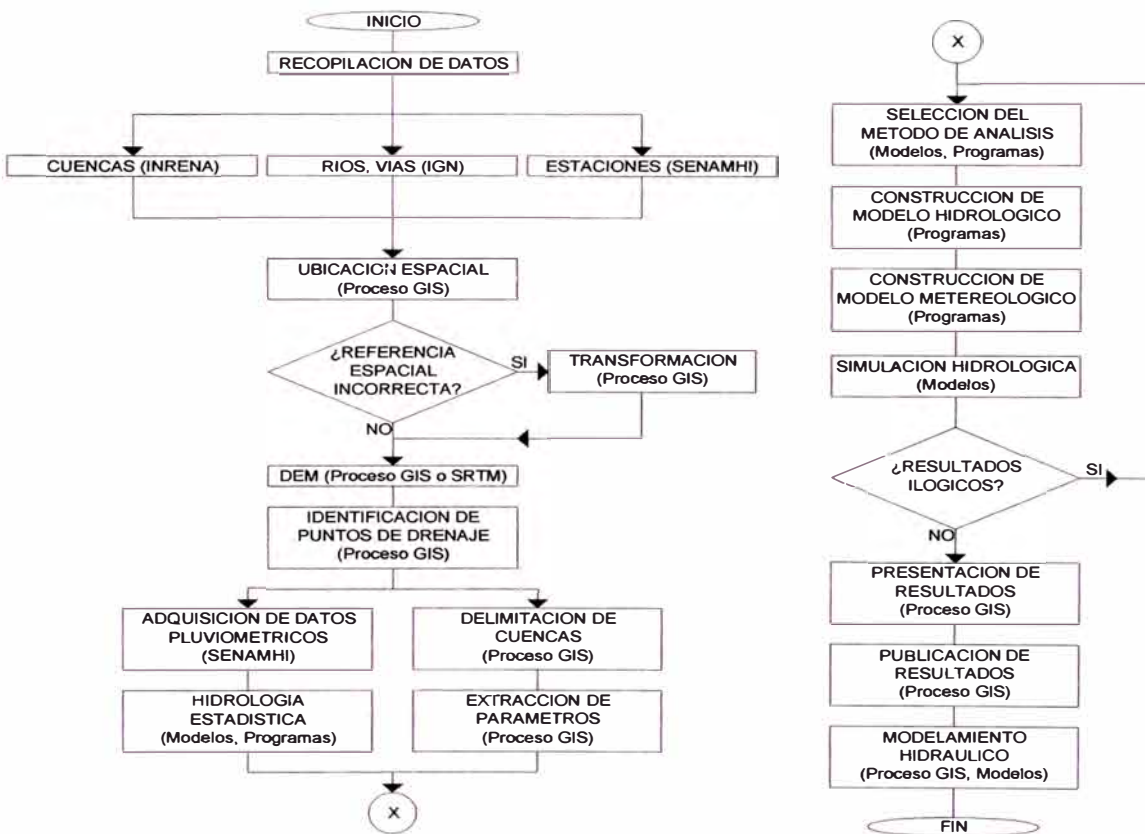 INICIO
RECOPILACION DE DATOS
CUENCAS (INRENA)
RIOS, VIAS (IGN)
ESTACIONES (SENAMHI)
UBICACION ESPACIAL
(Proceso GIS)
¿REFERENCIA
ESPACIAL
INCORRECTA?
SI
TRANSFORMACION
(Proceso GIS)
NO
DEM (Proceso GIS o SRTM)
IDENTIFICACION DE
PUNTOS DE DRENAJE
(Proceso GIS)
ADQUISICION DE DATOS
PLUVIOMETRICOS
(SENAMHI)
DELIMITACION DE
CUENCAS
(Proceso GIS)
HIDROLOGIA
ESTADISTICA
(Modelos, Programas)
EXTRACCION DE
PARAMETROS
(Proceso GIS)
X
X
SELECCION DEL
METODO DE ANALISIS
(Modelos, Programas)
CONSTRUCCION DE
MODELO HIDROLOGICO
(Programas)
CONSTRUCCION DE
MODELO METEREOLOGICO
(Programas)
SIMULACION HIDROLOGICA
(Modelos)
¿RESULTADOS
ILOGICOS?
SI
NO
PRESENTACION DE
RESULTADOS
(Proceso GIS)
PUBLICACION DE
RESULTADOS
(Proceso GIS)
MODELAMIENTO
HIDRAULICO
(Proceso GIS, Modelos)
FIN